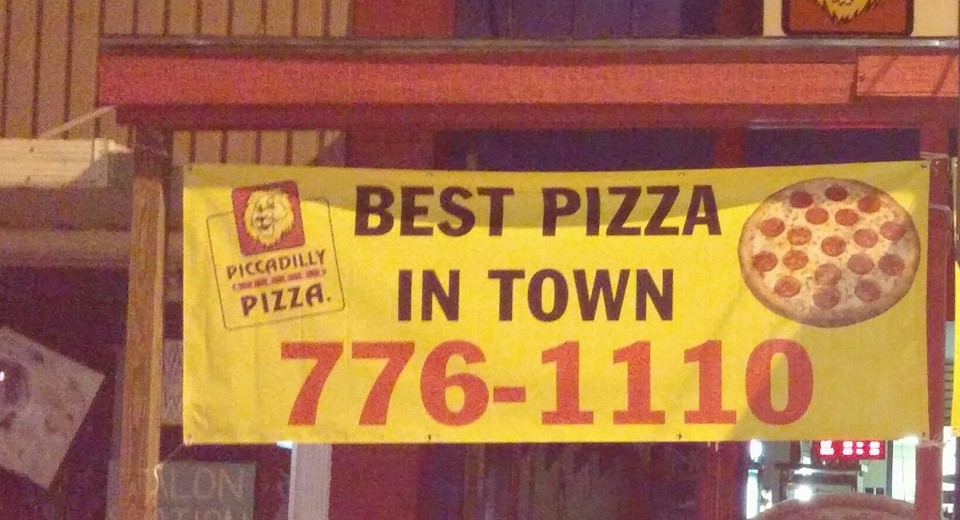 BEST PIZZA
IN TOWN
776-1110
PICCADILLY
PIZZA.